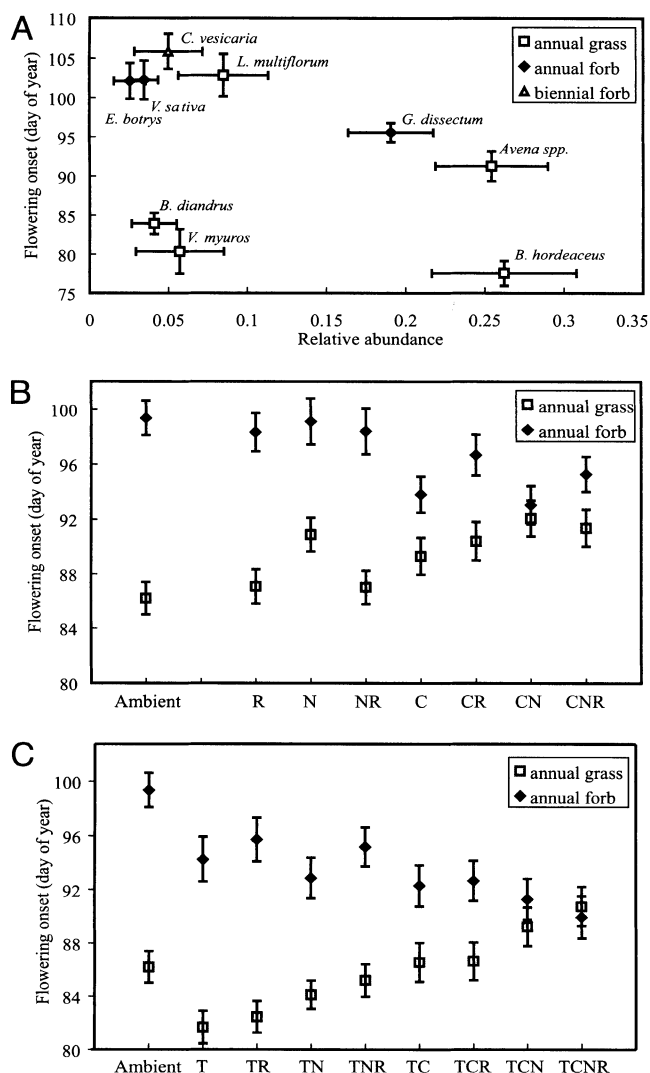 A
Flowering onset (day of year)
110
105
100
95
90
85
80
75
C. vesicaria
L. multiflorum
V. sativa
E. botrys
G. dissectum
Avena spp.
B. diandrus
V. myuros
B. hordeaceus
annual grass
annual forb
biennial forb
0 0.05 0.1 0.15 0.2 0.25 0.3 0.35
Relative abundance
B
Flowering onset (day of year)
100
96
92
88
84
80
annual grass
annual forb
Ambient R N NR C CR CN CNR
C
Flowering onset (day of year)
100
96
92
88
84
80
annual grass
annual forb
Ambient T TR TN TNR TC TCR TCN TCNR